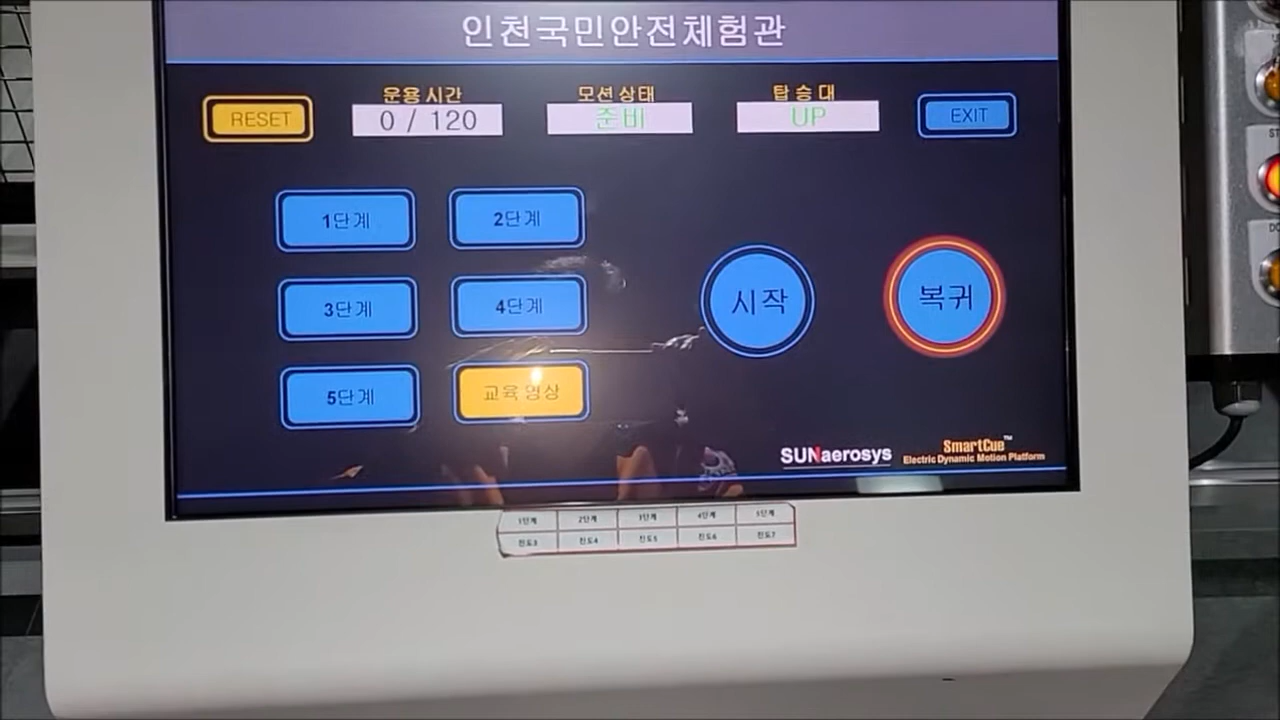 인천국민안전체험관
운용시간 모션상태 탑승대
RESET 0 / 120 준비 UP EXIT
1단계 2단계
3단계 4단계
시작 복귀
5단계 교육영상
SUNaerosys SmartCue™
Electric Dynamic Motion Platform
1단계 2단계 3단계 4단계 5단계
진도3 진도4 진도5 진도6 진도7